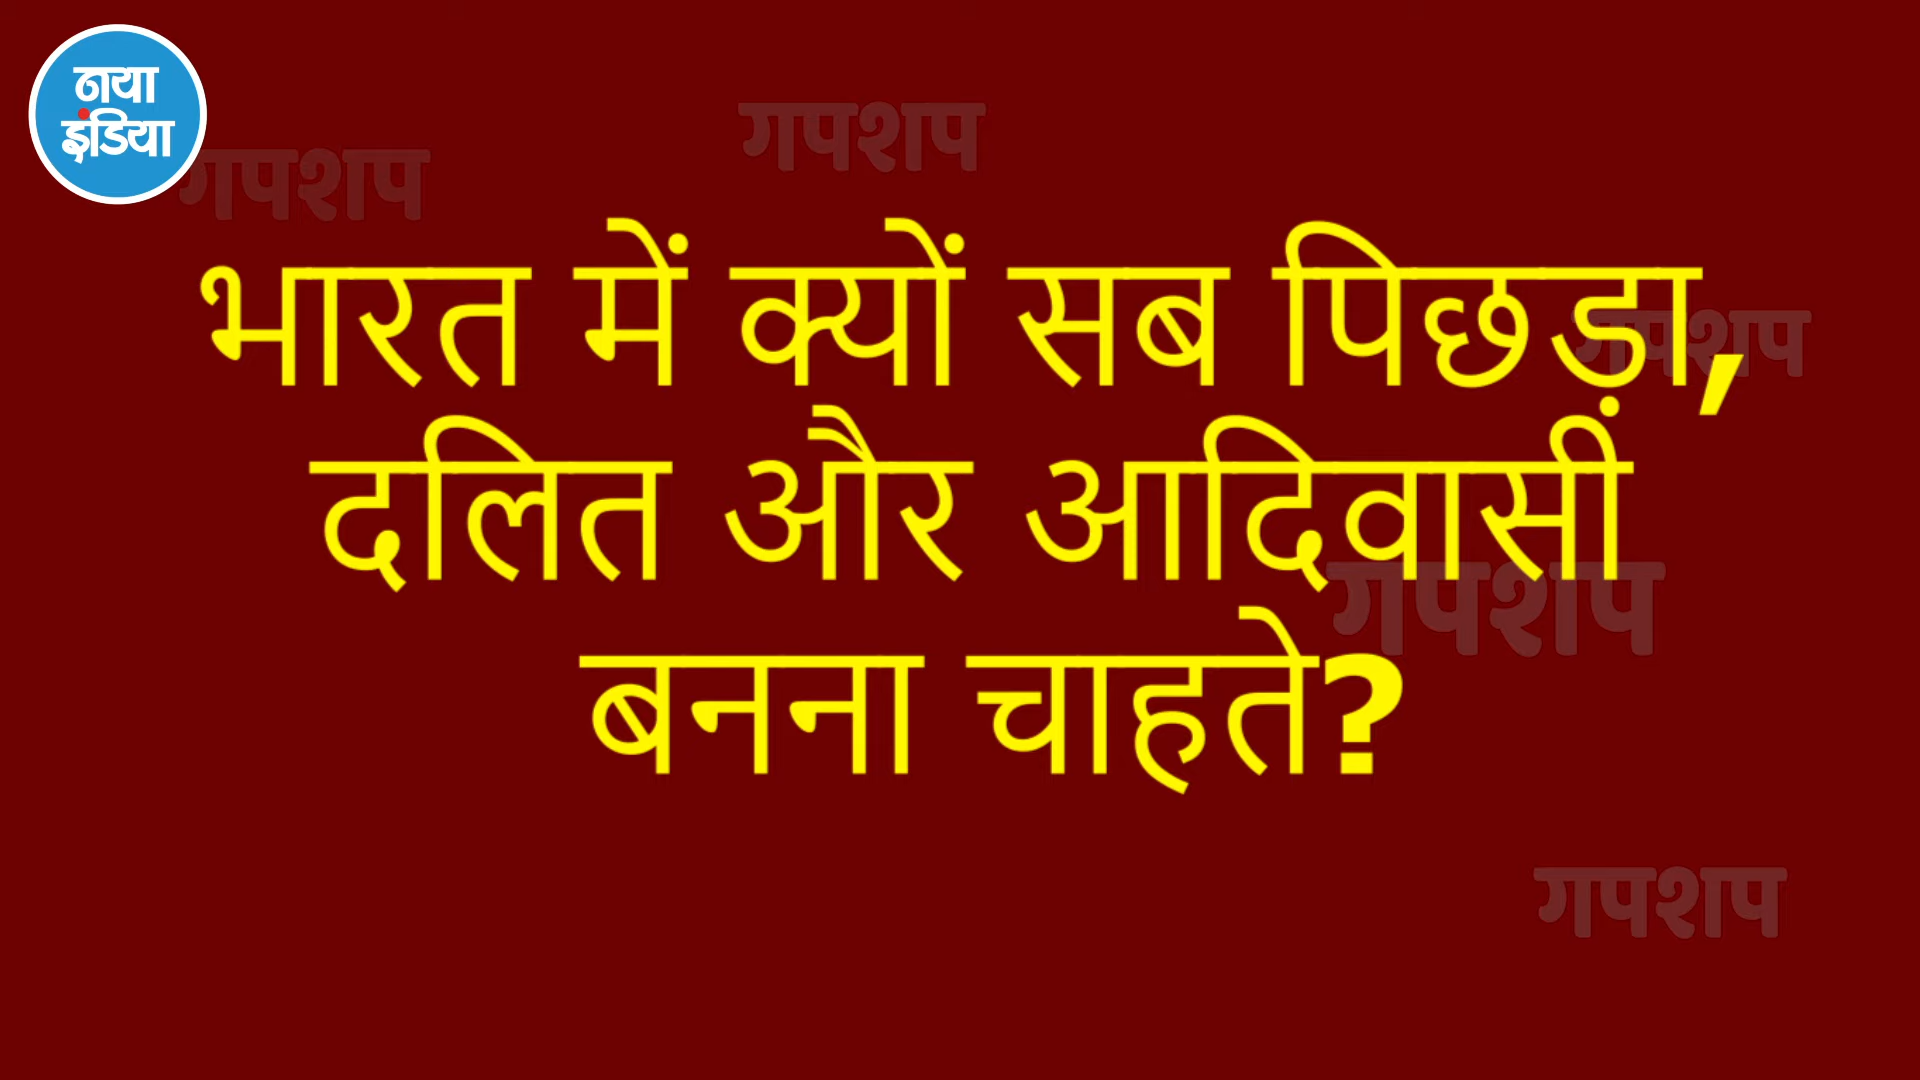 नया
इंडिया
गपशप
गपशप
भारत में क्यों सब पिछड़ा,
गपशप
दलित और आदिवासी
बनना चाहते?
गपशप
गपशप